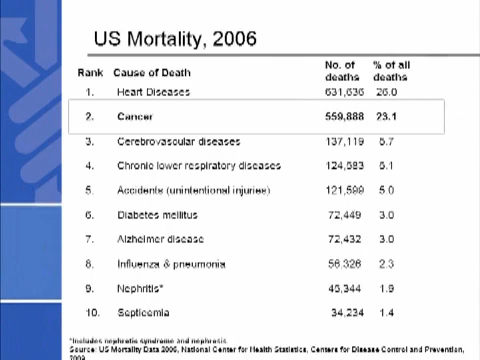 US Mortality, 2006
No. of % of all
Rank Cause of Death deaths deaths
1. Heart Diseases 631,636 26.0
2. Cancer 559,888 23.1
3. Cerebrovascular diseases 137,119 5.7
4. Chronic lower respiratory diseases 124,583 5.1
5. Accidents (unintentional injuries) 121,599 5.0
6. Diabetes mellitus 72,449 3.0
7. Alzheimer disease 72,432 3.0
8. Influenza & pneumonia 56,326 2.3
9. Nephritis* 45,344 1.9
10. Septicemia 34,234 1.4
*Includes nephrotic syndrome and nephrosis.
Source: US Mortality Data 2006, National Center for Health Statistics, Centers for Disease Control and Prevention,
2009.